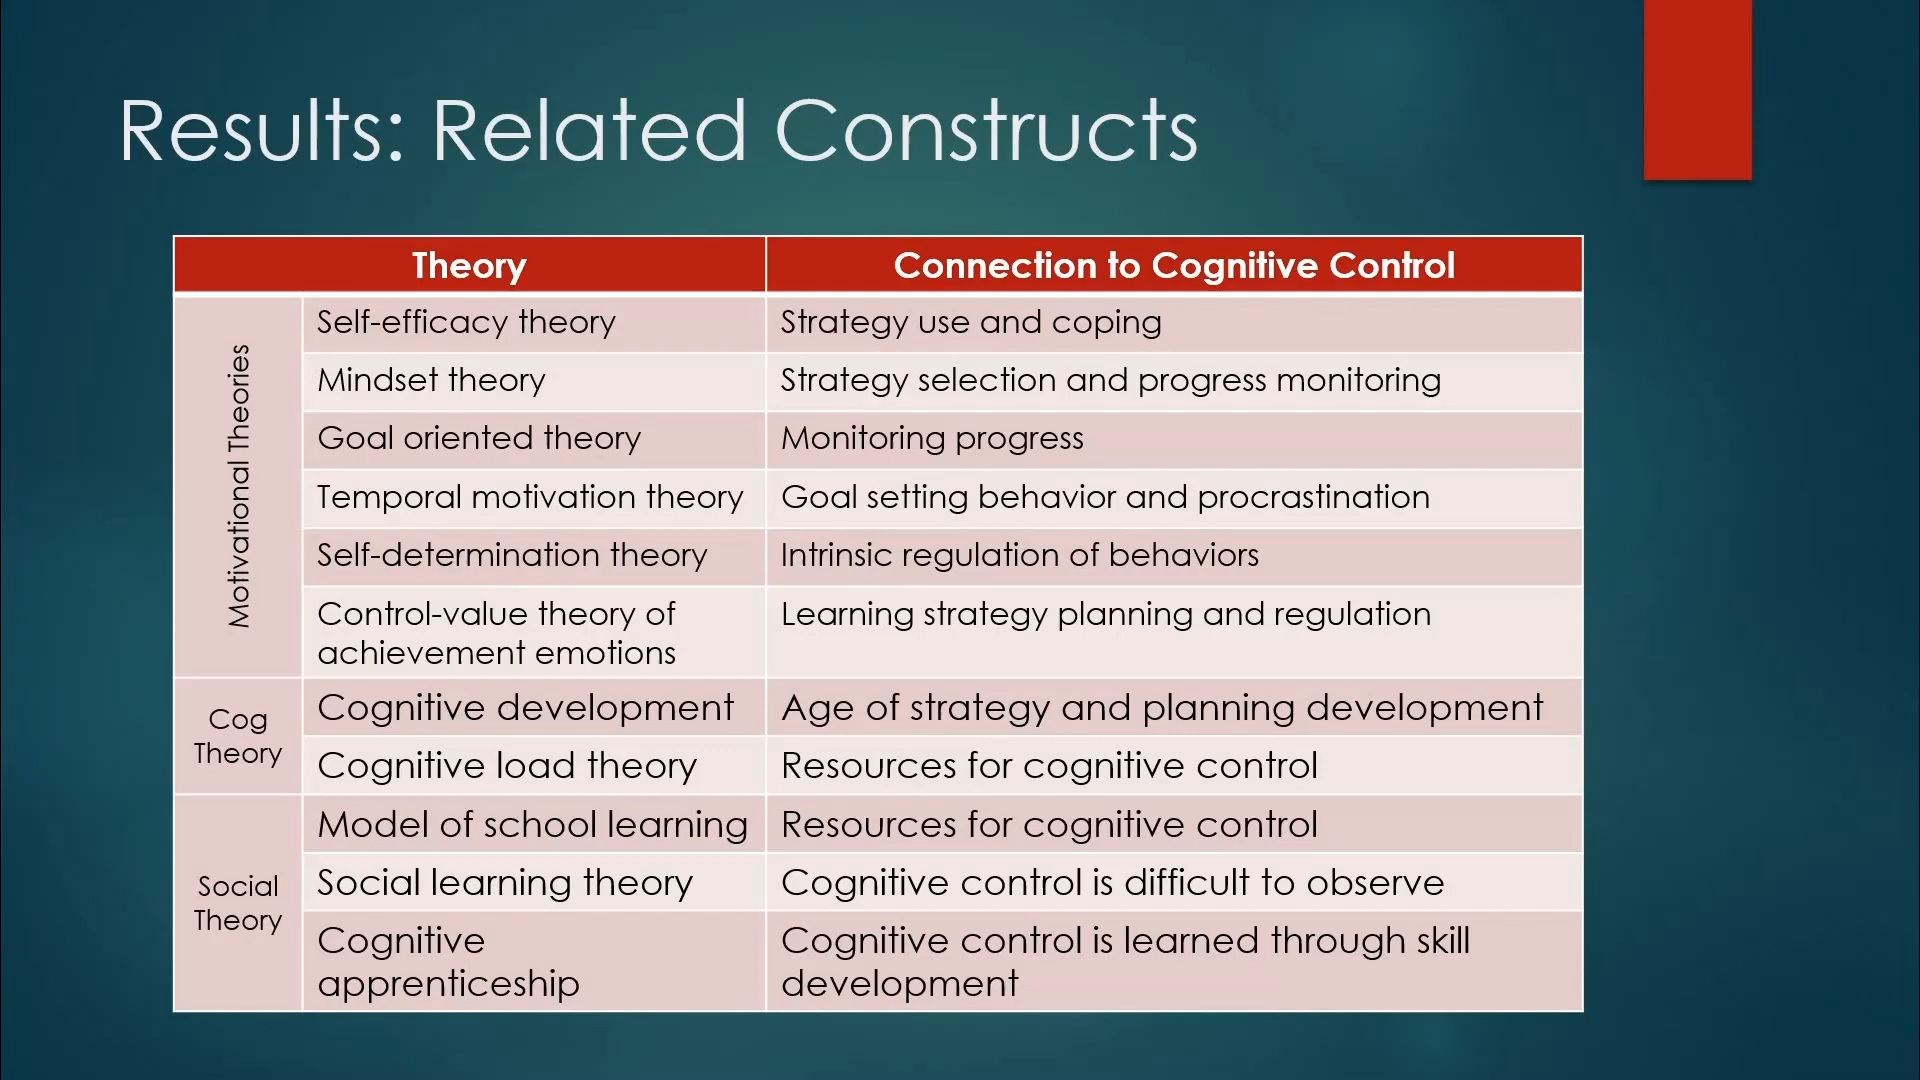 Results: Related Constructs
Theory
Connection to Cognitive Control
Motivational Theories
Self-efficacy theory
Strategy use and coping
Mindset theory
Strategy selection and progress monitoring
Goal oriented theory
Monitoring progress
Temporal motivation theory
Goal setting behavior and procrastination
Self-determination theory
Intrinsic regulation of behaviors
Control-value theory of
achievement emotions
Learning strategy planning and regulation
Cog
Theory
Cognitive development
Age of strategy and planning development
Cognitive load theory
Resources for cognitive control
Social
Theory
Model of school learning
Resources for cognitive control
Social learning theory
Cognitive control is difficult to observe
Cognitive
apprenticeship
Cognitive control is learned through skill
development